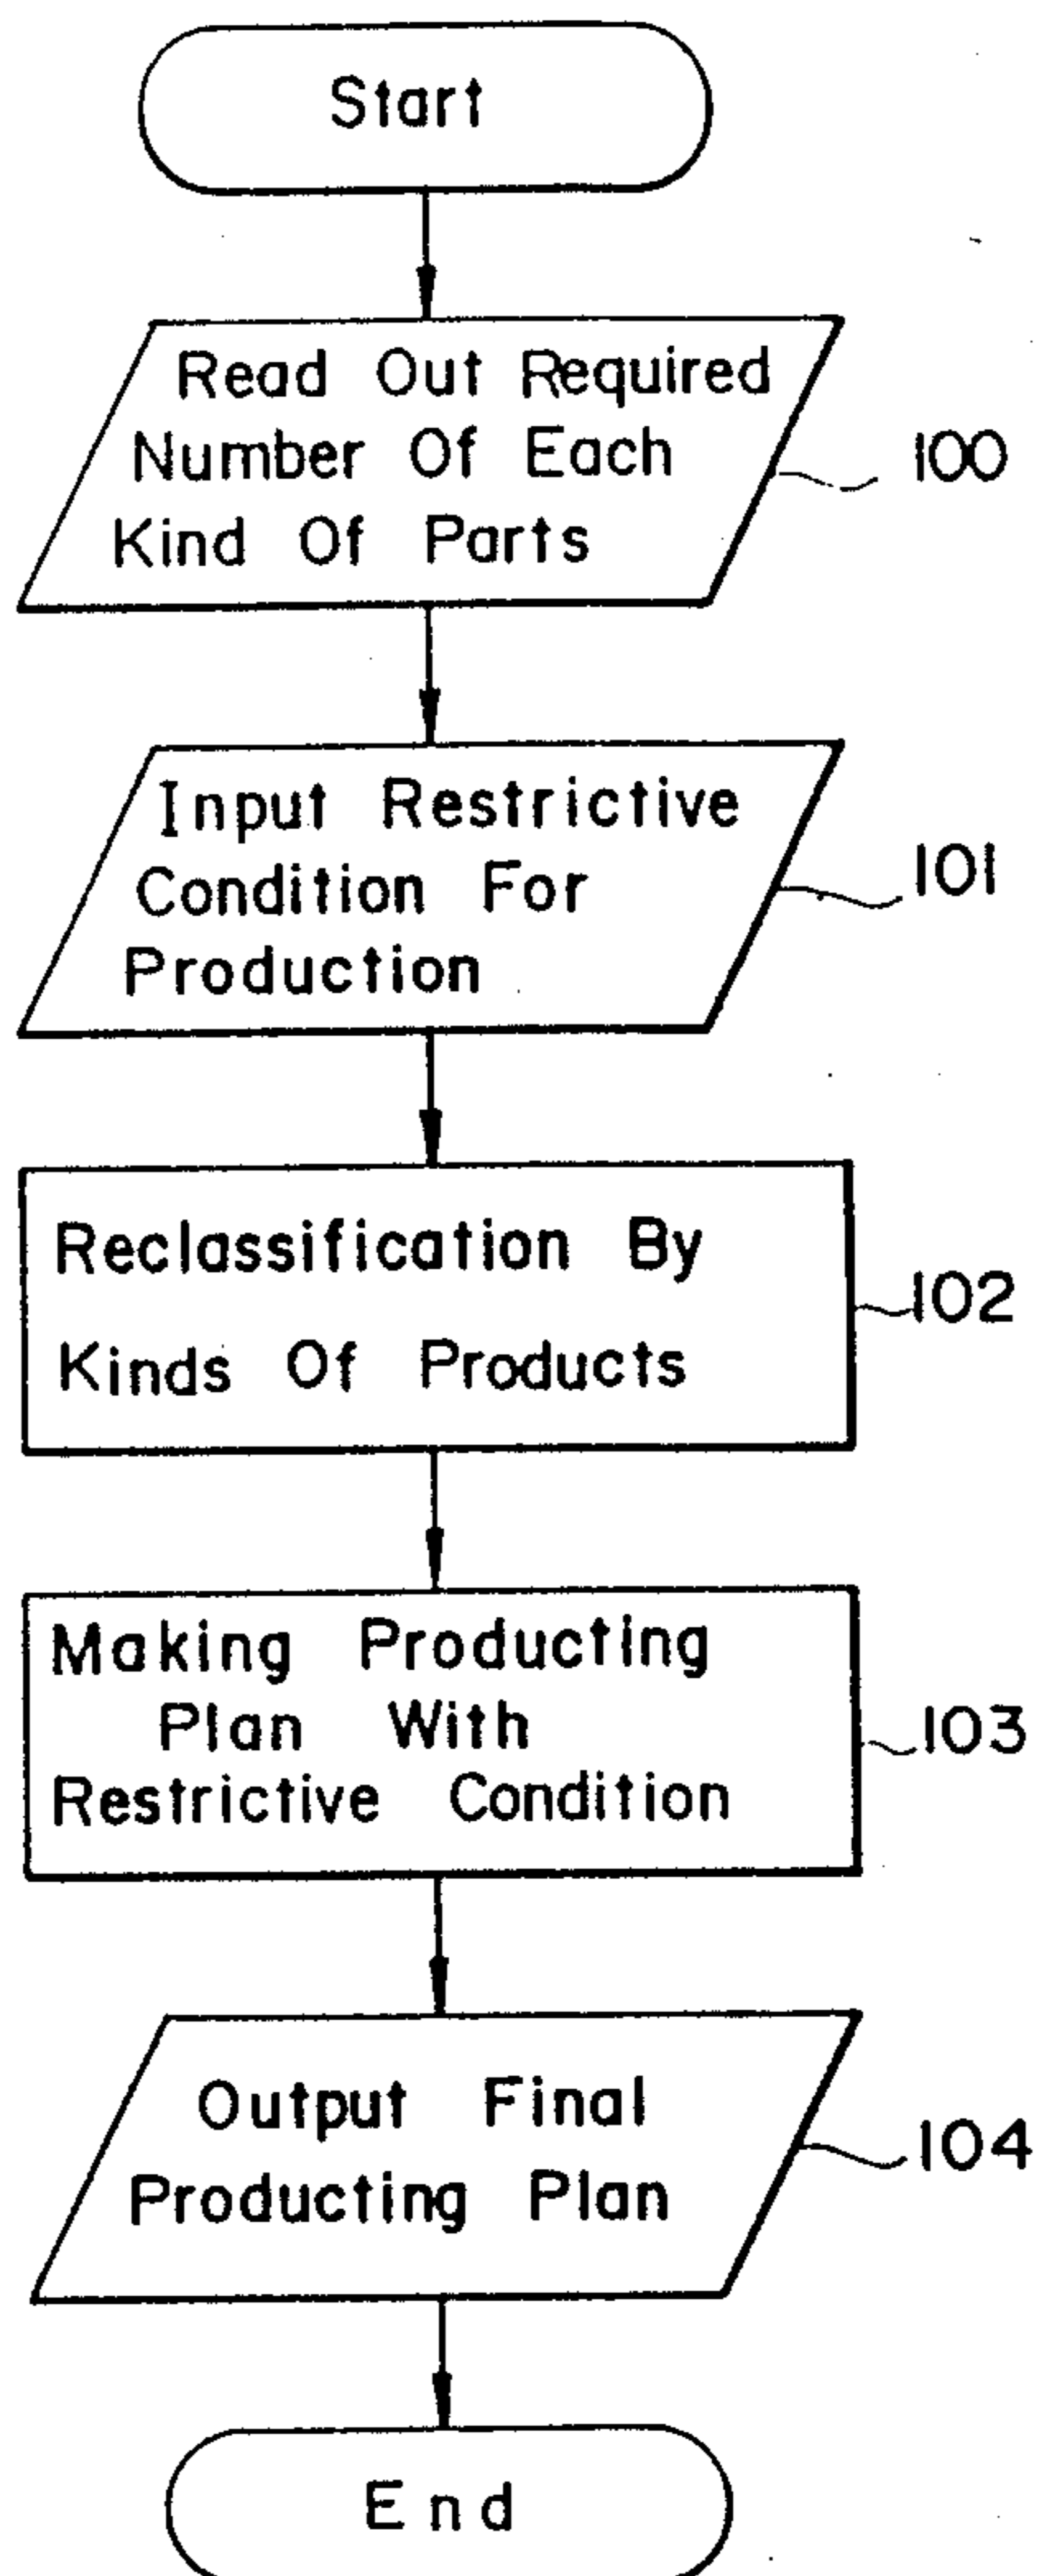 Start
Read Out Required
Number Of Each
Kind Of Parts
100
Input Restrictive
Condition For
Production
101
Reclassification By
Kinds Of Products
102
Making Producting
Plan With
Restrictive Condition
103
Output Final
Producting Plan
104
End